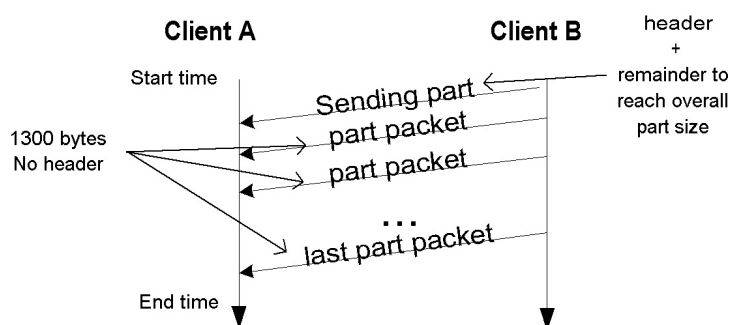 Client A
Client B
header
+
remainder to
reach overall
part size
Start time
Sending part
part packet
1300 bytes
No header
part packet
...
last part packet
End time